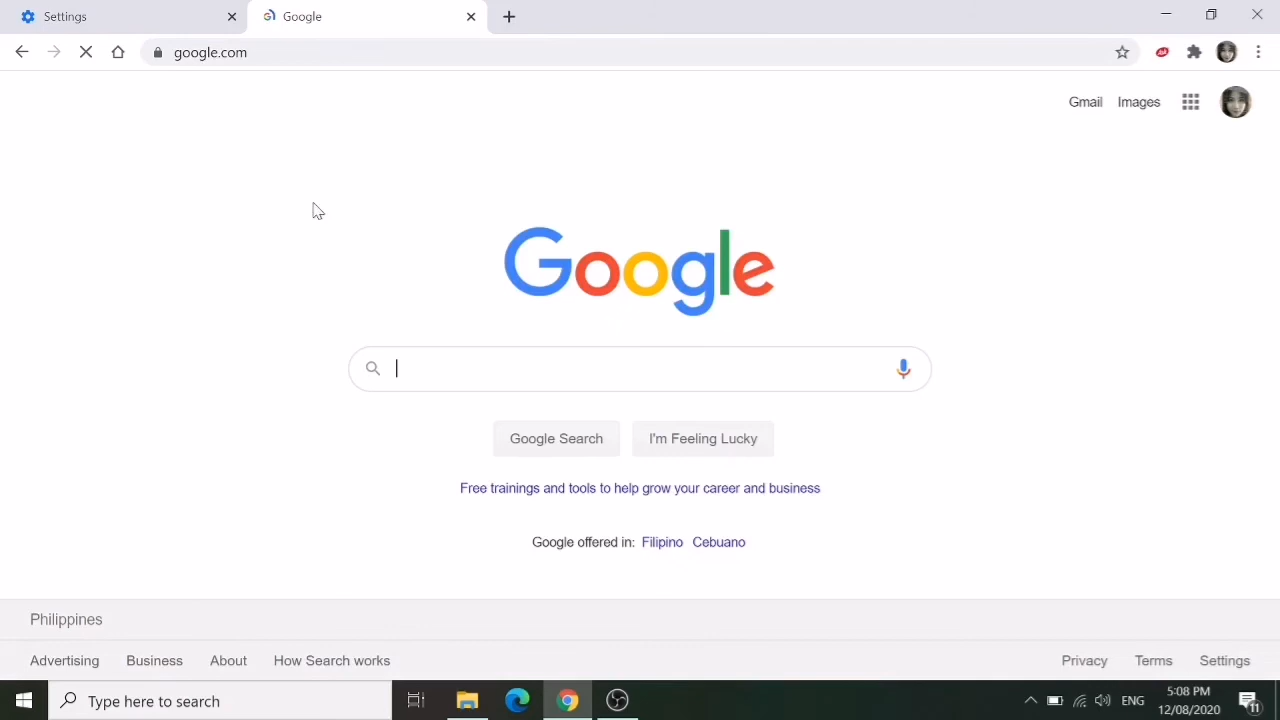 Settings
Google
google.com
Gmail Images
Google
Google Search I'm Feeling Lucky
Free trainings and tools to help grow your career and business
Google offered in: Filipino Cebuano
Philippines
Advertising Business About How Search works Privacy Terms Settings
Type here to search
ENG
5:08 PM
12/08/2020
11